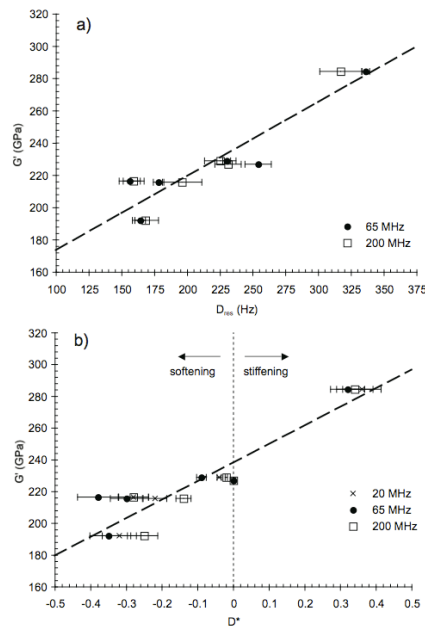 a)
320
300
280
260
240
220
200
180
160
G' (GPa)
100 125 150 175 200 225 250 275 300 325 350 375
D_res (Hz)
65 MHz
200 MHz
b)
softening stiffening
320
300
280
260
240
220
200
180
160
G' (GPa)
20 MHz
65 MHz
200 MHz
-0.5 -0.4 -0.3 -0.2 -0.1 0 0.1 0.2 0.3 0.4 0.5
D*